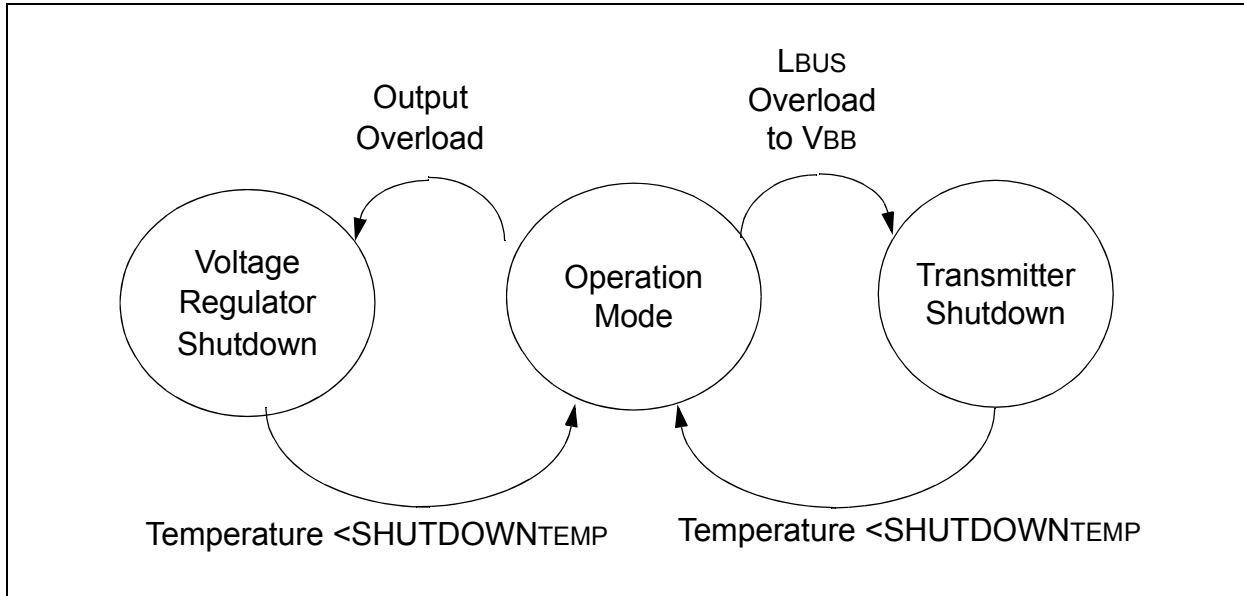 Output
Overload
LBUS
Overload
to VBB
Voltage
Regulator
Shutdown
Operation
Mode
Transmitter
Shutdown
Temperature <SHUTDOWNTEMP
Temperature <SHUTDOWNTEMP